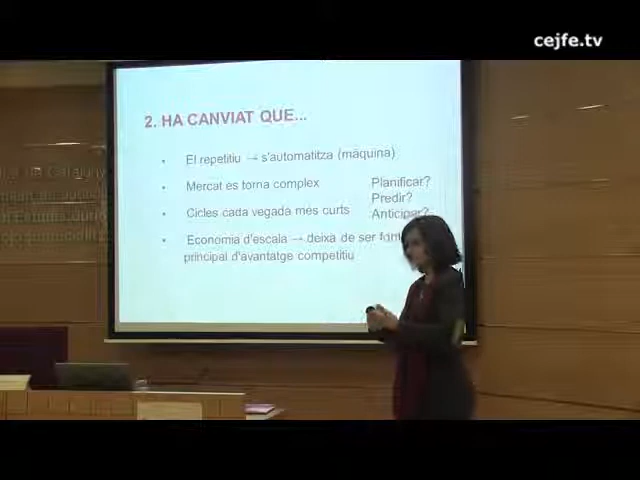 cejfe.tv
2. HA CANVIAT QUE...
El repetitiu → s'automatitza (màquina)
Mercat es torna complex
Planificar?
Predir?
Cicles cada vegada més curts
Anticipar?
Economia d'escala → deixa de ser
principal d'avantatge competitiu